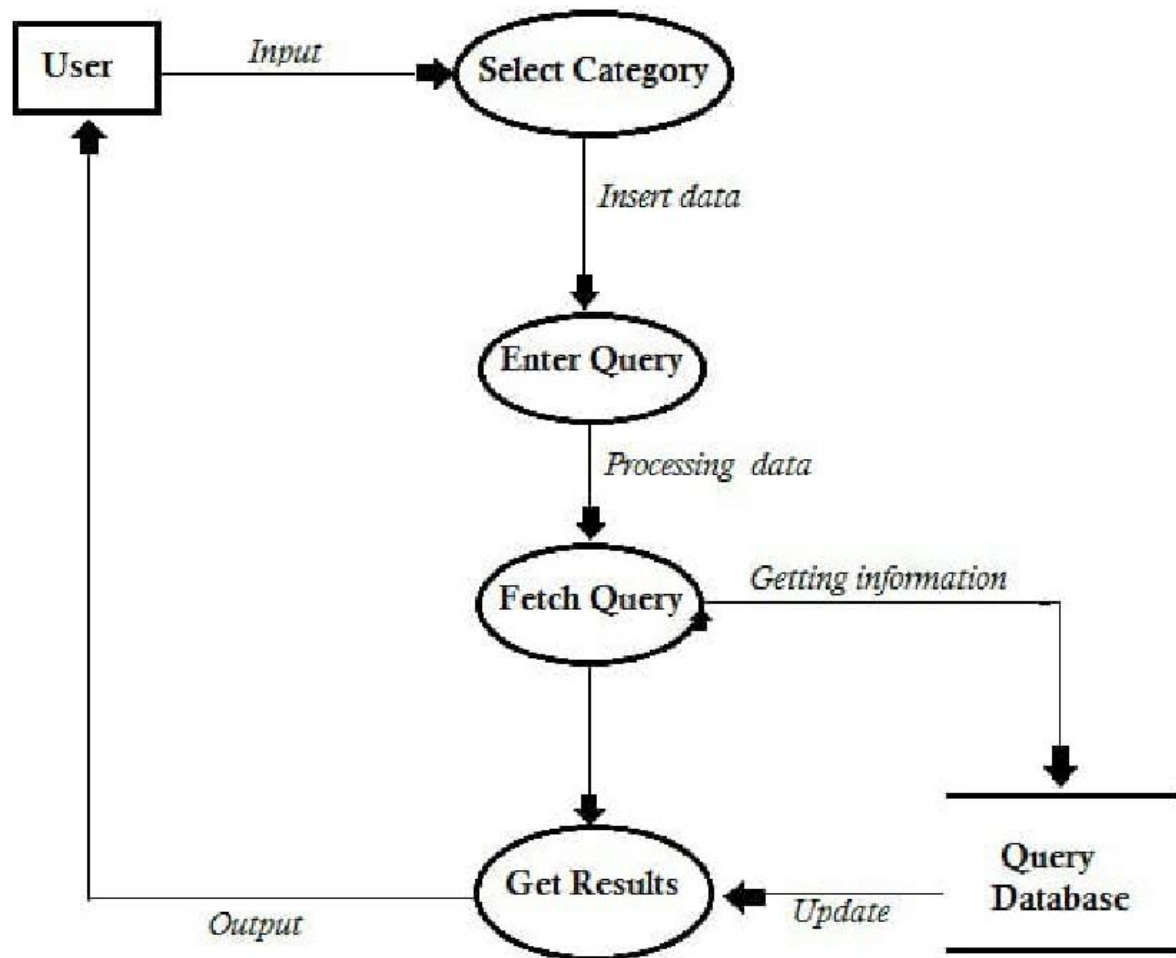 User
Input
Select Category
Insert data
Enter Query
Processing data
Fetch Query
Getting information
Get Results
Query
Database
Update
Output